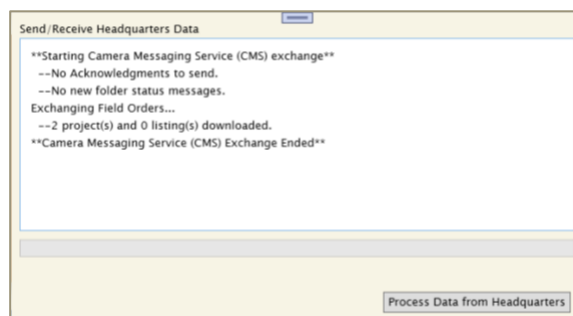 Send/Receive Headquarters Data
**Starting Camera Messaging Service (CMS) exchange**
--No Acknowledgments to send.
--No new folder status messages.
Exchanging Field Orders...
--2 project(s) and 0 listing(s) downloaded.
**Camera Messaging Service (CMS) Exchange Ended**
Process Data from Headquarters